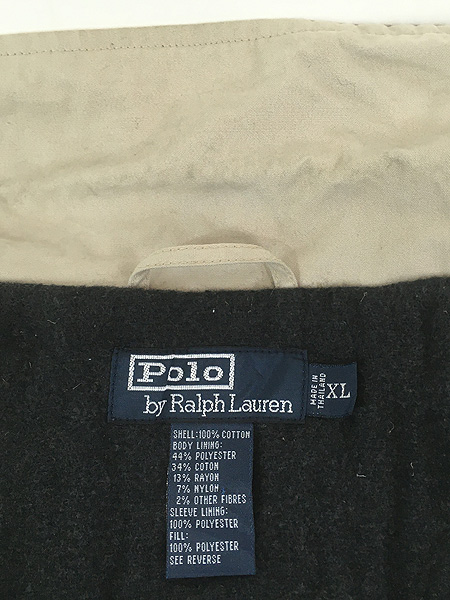 Polo
by Ralph Lauren
MADE IN
THAILAND
XL
SHELL:100% COTTON
BODY LINING:
44% POLYESTER
34% COTON
13% RAYON
7% NYLON
2% OTHER FIBRES
SLEEVE LINING:
100% POLYESTER
FILL:
100% POLYESTER
SEE REVERSE